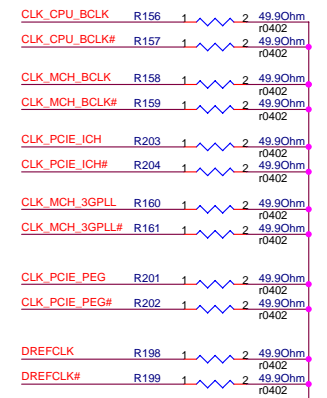 CLK_CPU_BCLK R156 1 2 49.9Ohm
r0402
CLK_CPU_BCLK# R157 1 2 49.9Ohm
r0402
CLK_MCH_BCLK R158 1 2 49.9Ohm
r0402
CLK_MCH_BCLK# R159 1 2 49.9Ohm
r0402
CLK_PCIE_ICH R203 1 2 49.9Ohm
r0402
CLK_PCIE_ICH# R204 1 2 49.9Ohm
r0402
CLK_MCH_3GPLL R160 1 2 49.9Ohm
r0402
CLK_MCH_3GPLL# R161 1 2 49.9Ohm
r0402
CLK_PCIE_PEG R201 1 2 49.9Ohm
r0402
CLK_PCIE_PEG# R202 1 2 49.9Ohm
r0402
DREFCLK R198 1 2 49.9Ohm
r0402
DREFCLK# R199 1 2 49.9Ohm
r0402